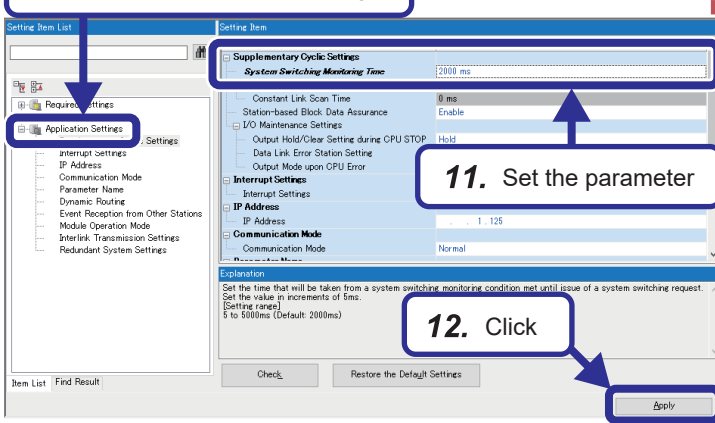 Setting Item List
Setting Item
Required Settings
Application Settings
Settings
Interrupt Settings
IP Address
Communication Mode
Parameter Name
Dynamic Routing
Event Reception from Other Stations
Module Operation Mode
Interlink Transmission Settings
Redundant System Settings
Item List Find Result
Supplementary Cyclic Settings
System Switching Monitoring Time 2000 ms
Constant Link Scan Time 0 ms
Station-based Block Data Assurance Enable
I/O Maintenance Settings
Output Hold/Clear Setting during CPU STOP Hold
Data Link Error Station Setting
Output Mode upon CPU Error
Interrupt Settings
Interrupt Settings
IP Address
IP Address . . 1 . 125
Communication Mode
Communication Mode Normal
11. Set the parameter
Explanation
Set the time that will be taken from a system switching monitoring condition met until issue of a system switching request.
Set the value in increments of 5ms.
[Setting range]
5 to 5000ms (Default: 2000ms)
12. Click
Check
Restore the Default Settings
Apply